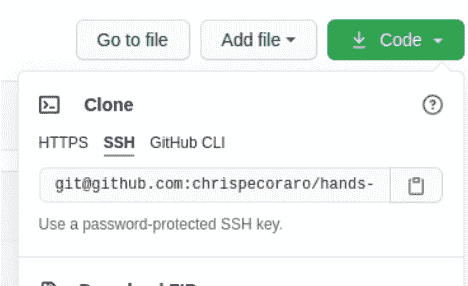 Go to file Add file Code
Clone
HTTPS SSH GitHub CLI
git@github.com:chrispecoraro/hands-
Use a password-protected SSH key.